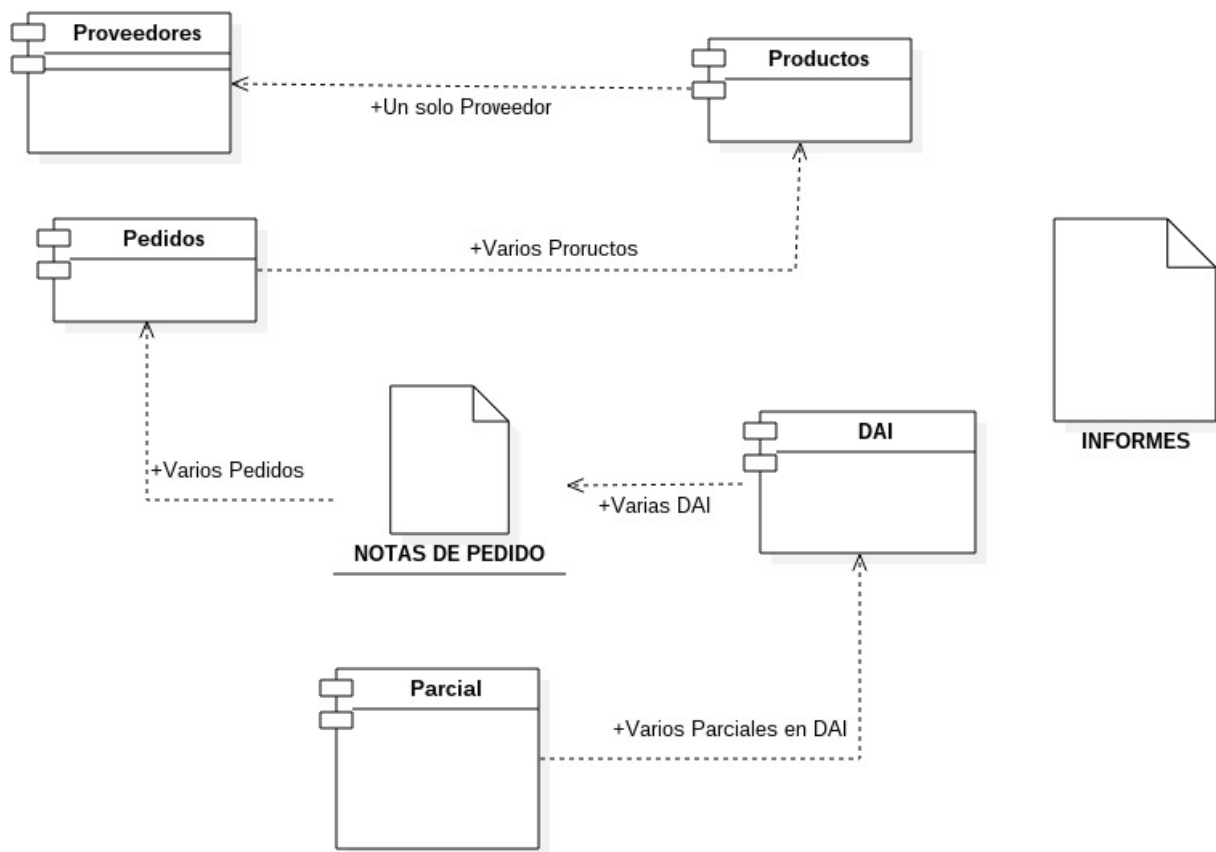 Proveedores
Productos
+Un solo Proveedor
Pedidos
+Varios Proructos
INFORMES
DAI
+Varios Pedidos
+Varias DAI
NOTAS DE PEDIDO
Parcial
+Varios Parciales en DAI